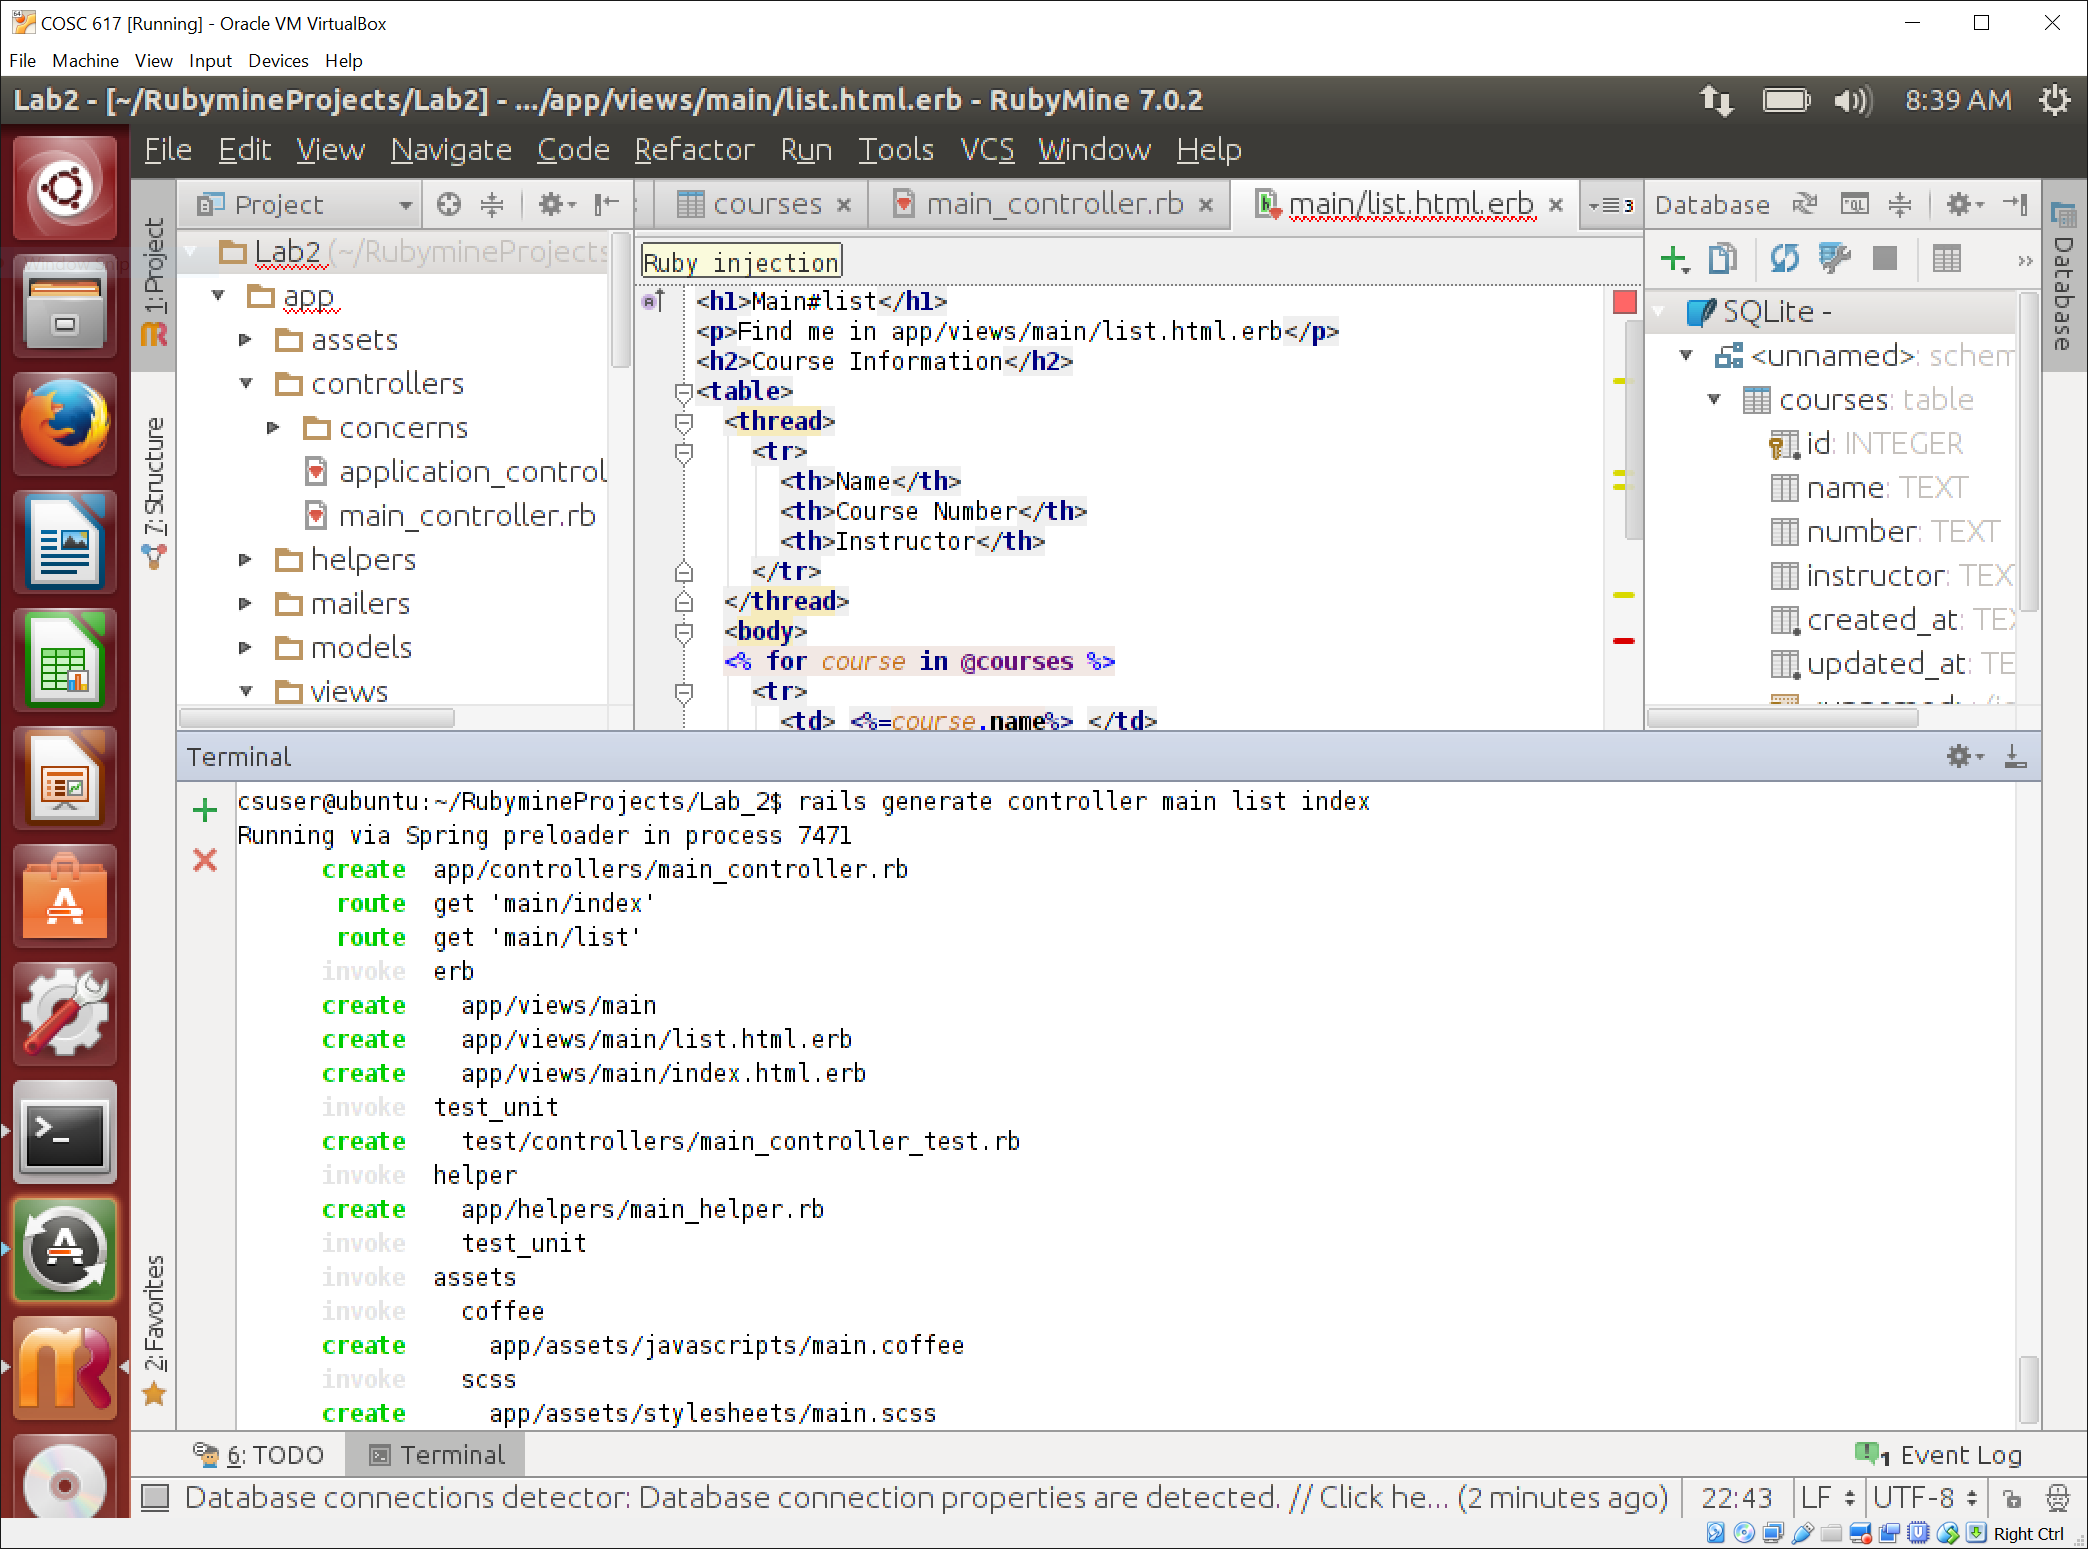 COSC 617 [Running] - Oracle VM VirtualBox
File Machine View Input Devices Help
Lab2 - [~/RubymineProjects/Lab2] - .../app/views/main/list.html.erb - RubyMine 7.0.2
8:39 AM
File Edit View Navigate Code Refactor Run Tools VCS Window Help
Project
courses
main_controller.rb
main/list.html.erb
3
Database
1: Project
7: Structure
2: Favorites
Database
Lab2 (~/RubymineProjects
app
assets
controllers
concerns
application_control
main_controller.rb
helpers
mailers
models
views
Ruby injection
<h1>Main#list</h1>
<p>Find me in app/views/main/list.html.erb</p>
<h2>Course Information</h2>
<table>
<thread>
<tr>
<th>Name</th>
<th>Course Number</th>
<th>Instructor</th>
</tr>
</thread>
<body>
<% for course in @courses %>
<tr>
<td> <%=course.name%> </td>
SQLite -
<unnamed>: schem
courses: table
id: INTEGER
name: TEXT
number: TEXT
instructor: TEX
created_at: TEX
updated_at: TE
Terminal
csuser@ubuntu:~/RubymineProjects/Lab_2$ rails generate controller main list index
Running via Spring preloader in process 7471
create app/controllers/main_controller.rb
route get 'main/index'
route get 'main/list'
invoke erb
create app/views/main
create app/views/main/list.html.erb
create app/views/main/index.html.erb
invoke test_unit
create test/controllers/main_controller_test.rb
invoke helper
create app/helpers/main_helper.rb
invoke test_unit
invoke assets
invoke coffee
create app/assets/javascripts/main.coffee
invoke scss
create app/assets/stylesheets/main.scss
6: TODO
Terminal
1 Event Log
Database connections detector: Database connection properties are detected. // Click he... (2 minutes ago)
22:43
LF
UTF-8
Right Ctrl